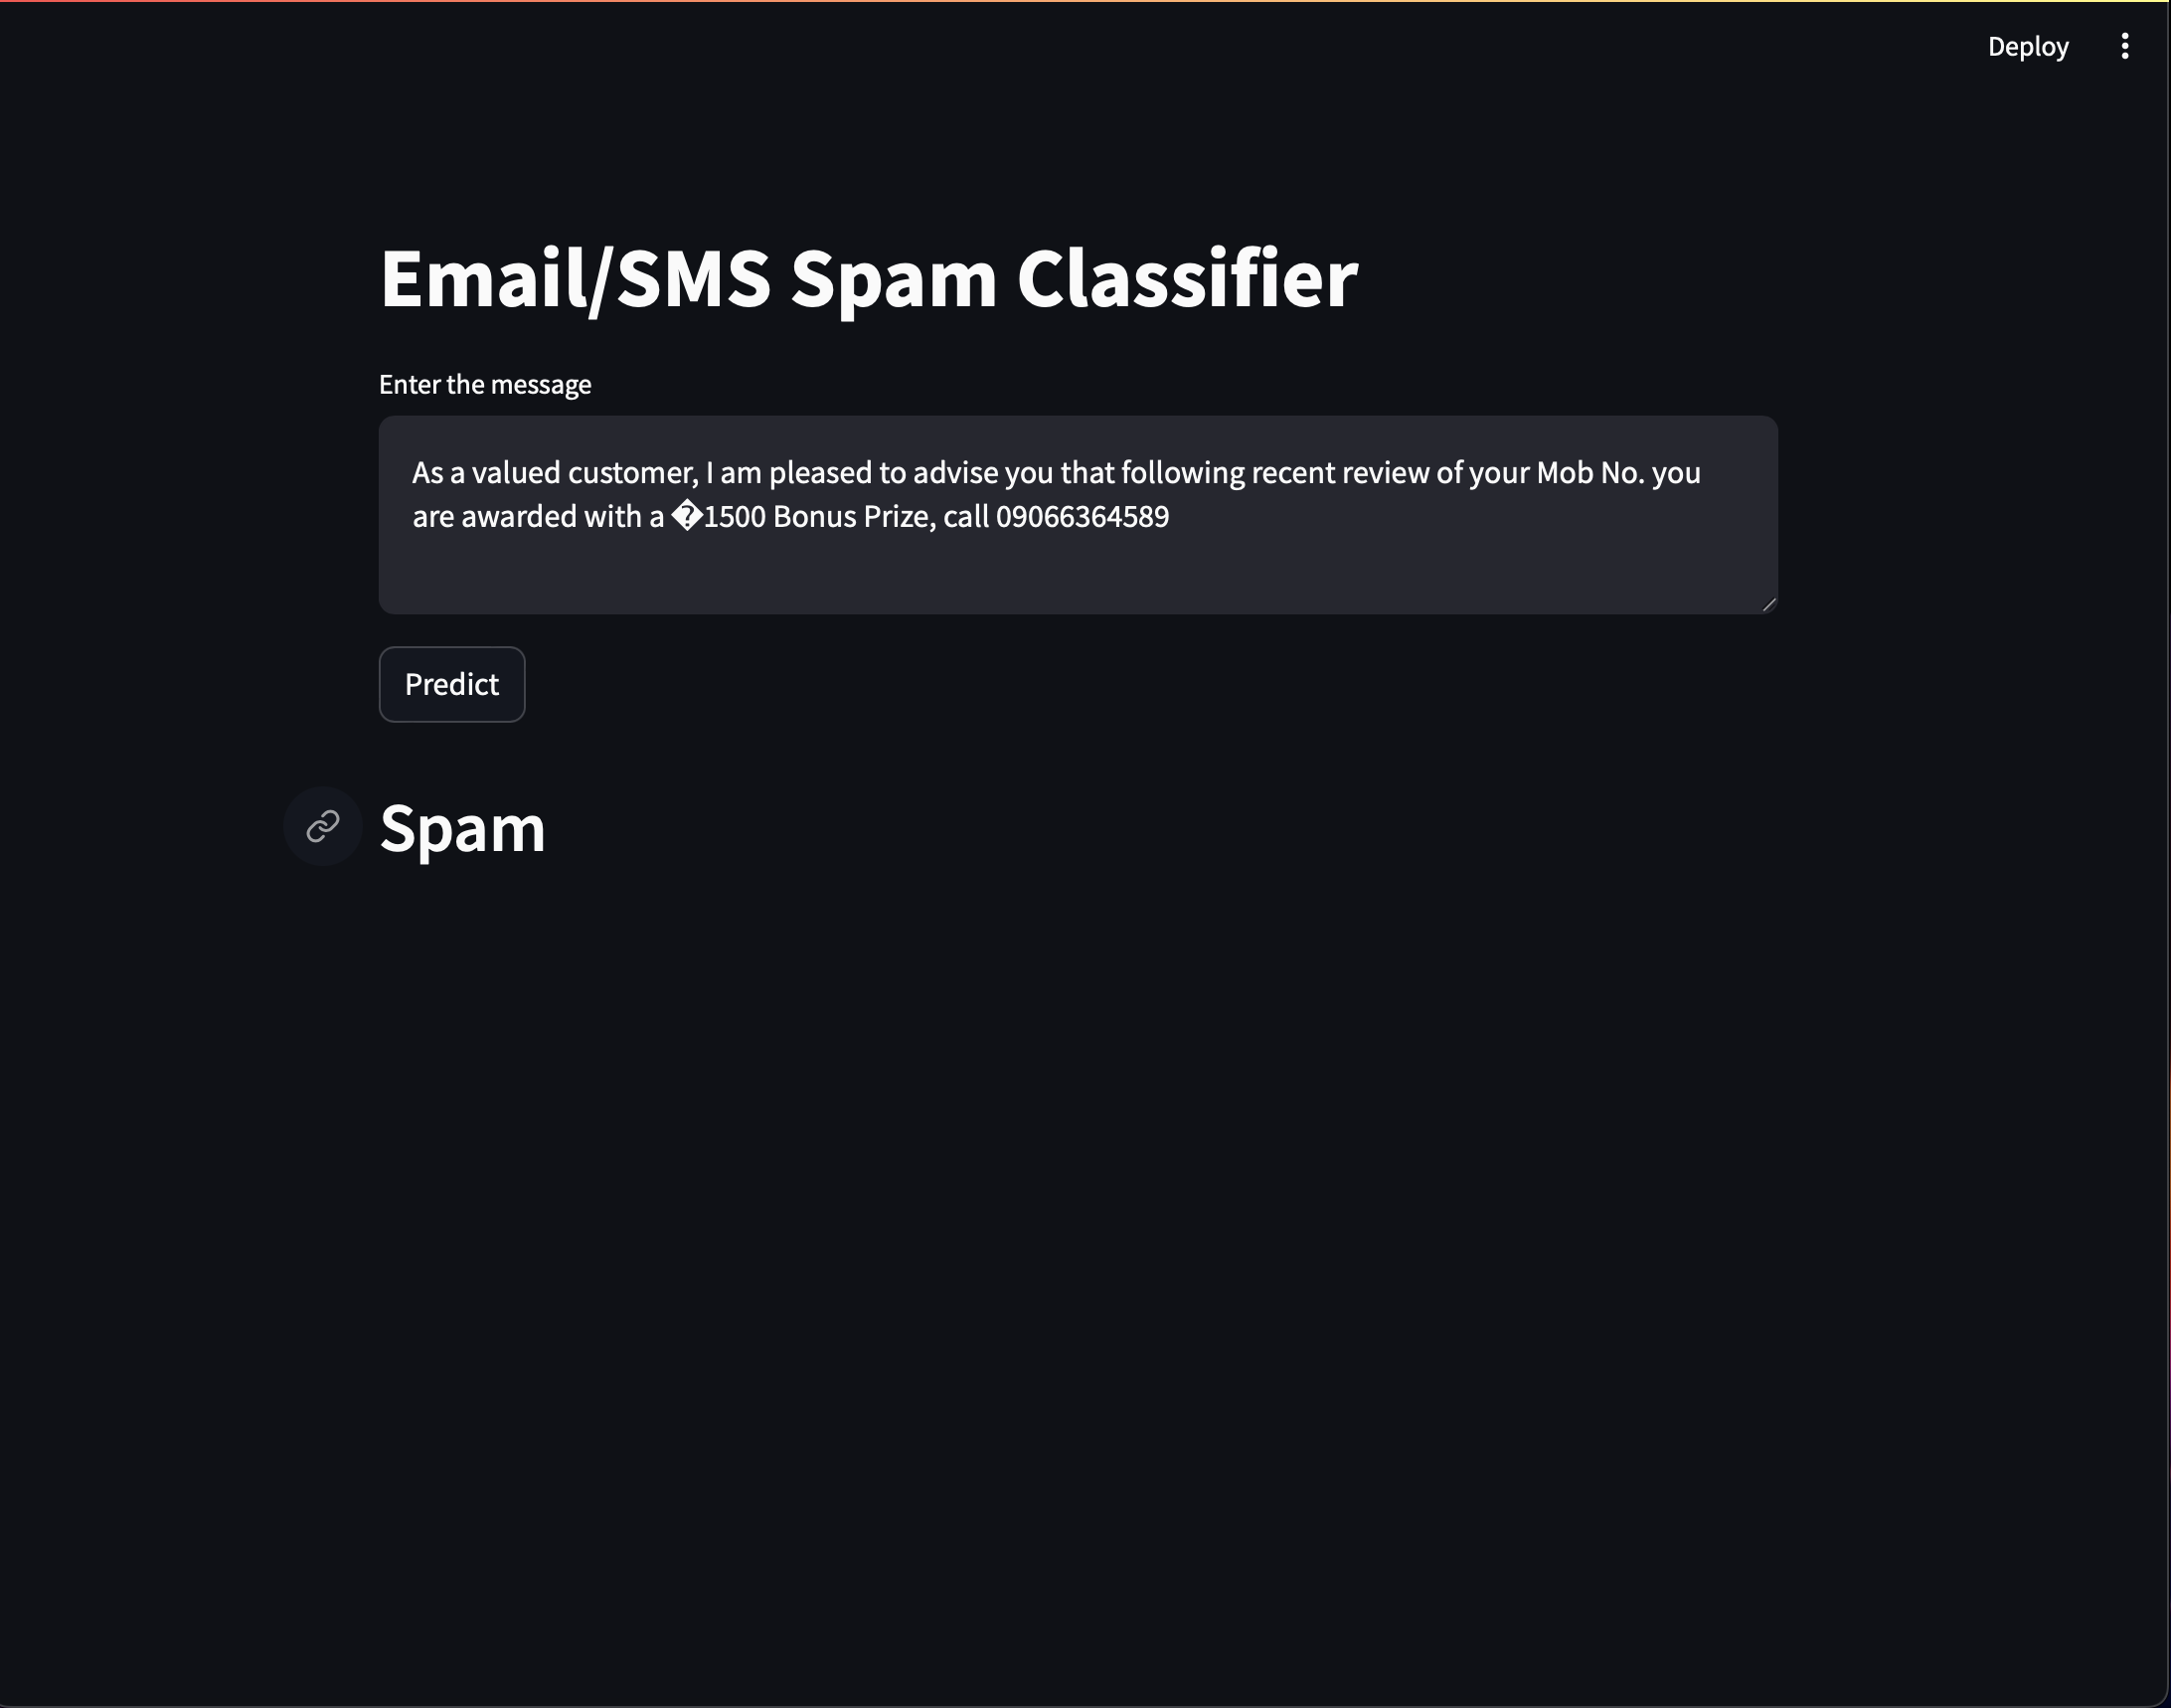 Deploy
Email/SMS Spam Classifier
Enter the message
As a valued customer, I am pleased to advise you that following recent review of your Mob No. you
are awarded with a �1500 Bonus Prize, call 09066364589
Predict
Spam